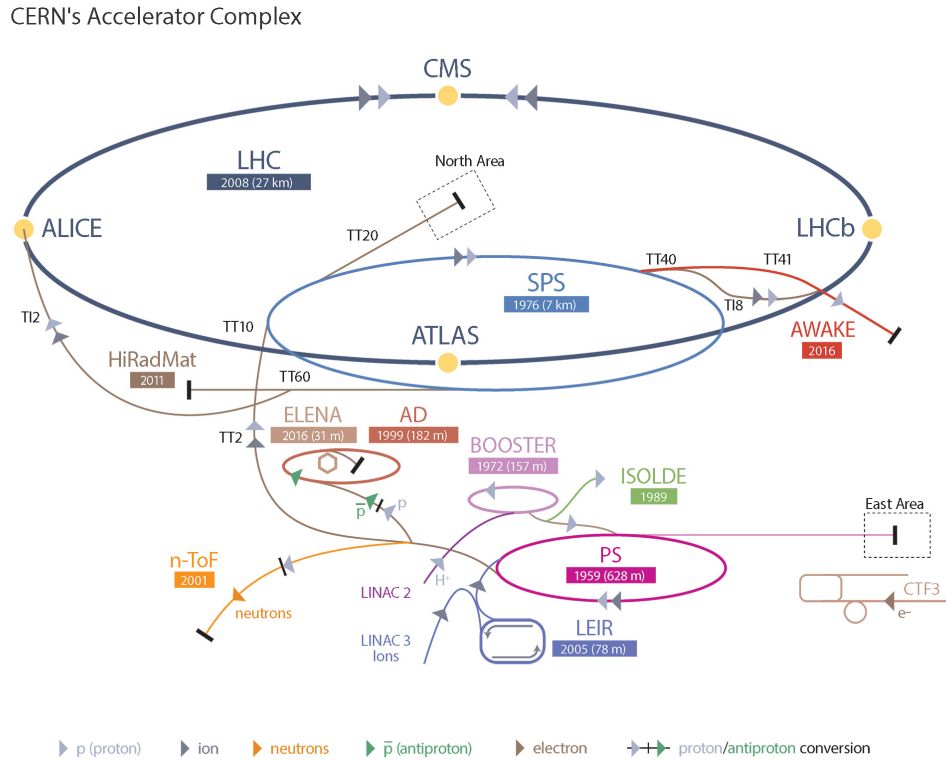 CERN's Accelerator Complex
CMS
LHC
2008 (27 km)
North Area
ALICE
TT20
LHCb
TT40
TT41
SPS
1976 (7 km)
TI2
TT10
TI8
ATLAS
AWAKE
2016
HiRadMat
2011
TT60
ELENA
2016 (31 m)
AD
1999 (182 m)
TT2
BOOSTER
1972 (157 m)
ISOLDE
1989
p
p̅
East Area
n-ToF
2001
PS
1959 (628 m)
H⁺
LINAC 2
neutrons
CTF3
e⁻
LEIR
2005 (78 m)
LINAC 3
Ions
p (proton)
ion
neutrons
p̅ (antiproton)
electron
proton/antiproton conversion